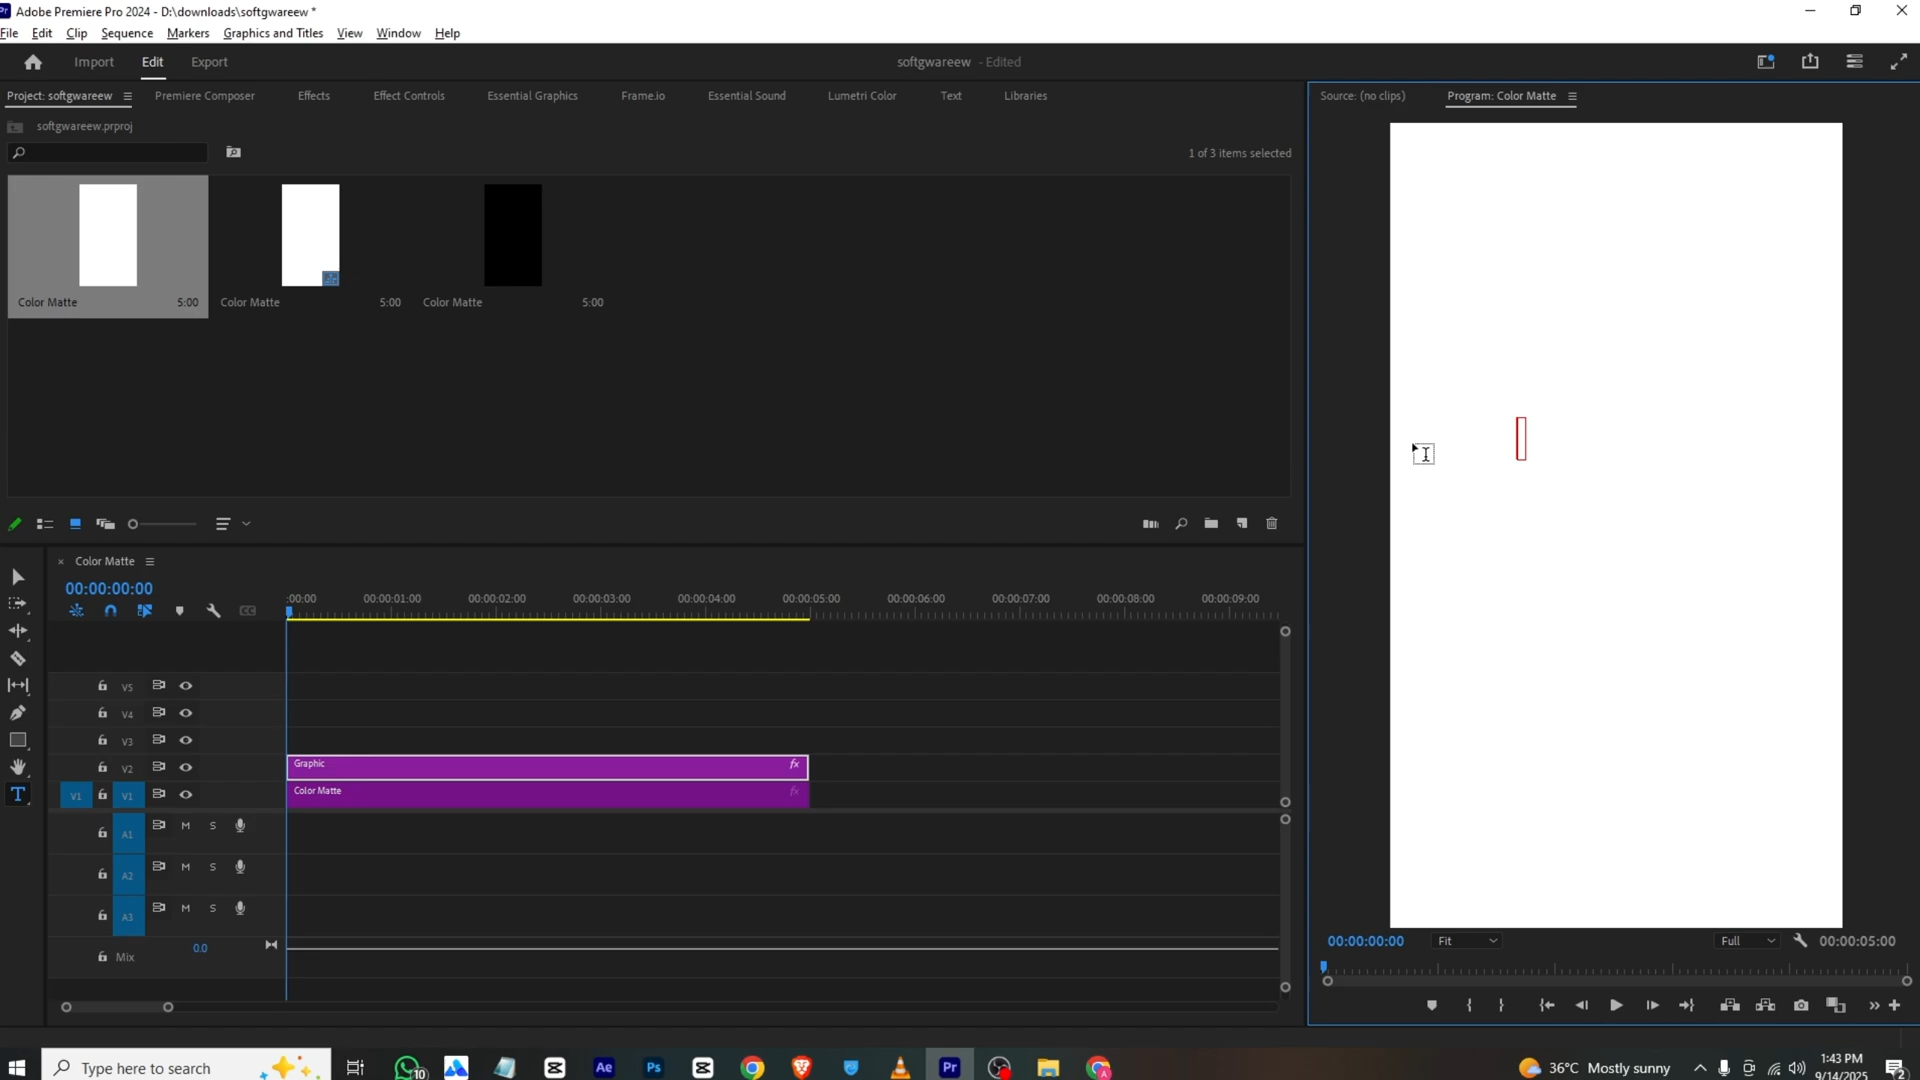 Adobe Premiere Pro 2024 - D:\downloads\softgwareew *
File Edit Clip Sequence Markers Graphics and Titles View Window Help
Import Edit Export softgwareew - Edited
Project: softgwareew Premiere Composer Effects Effect Controls Essential Graphics Frame.io Essential Sound Lumetri Color Text Libraries
Source: (no clips) Program: Color Matte
softgwareew.prproj
1 of 3 items selected
Color Matte 5:00 Color Matte 5:00 Color Matte 5:00
Color Matte
00:00:00:00
:00:00 00:00:01:00 00:00:02:00 00:00:03:00 00:00:04:00 00:00:05:00 00:00:06:00 00:00:07:00 00:00:08:00 00:00:09:00
V5
V4
V3
V2 Graphic fx
V1 V1 Color Matte fx
A1 M S
A2 M S
A3 M S
Mix 0.0
00:00:00:00 Fit Full 00:00:05:00
Type here to search
10
Ae Ps Pr
36°C Mostly sunny
1:43 PM
9/14/2025
2